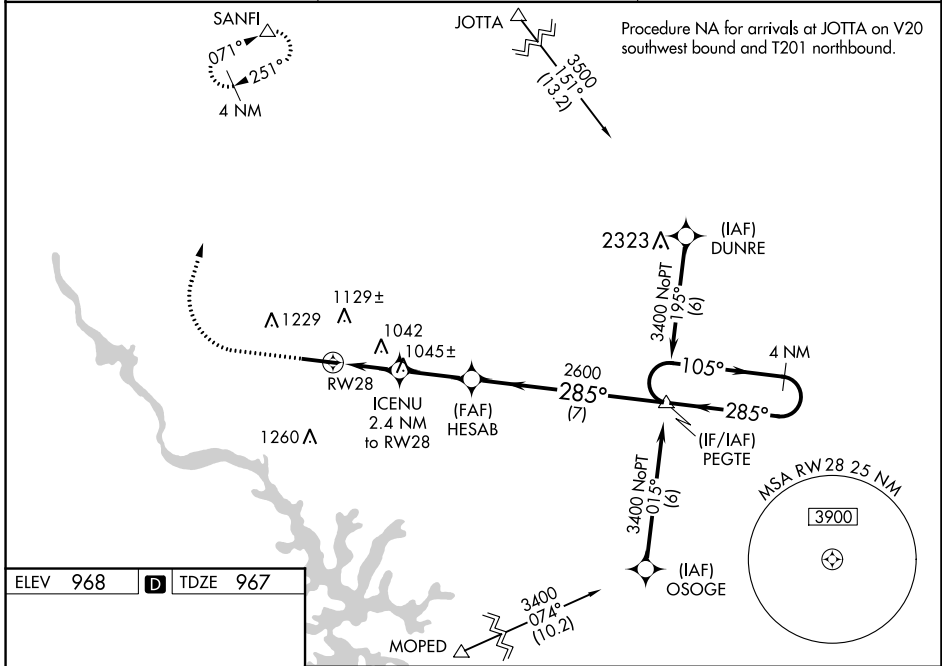 SANFI
071°
251°
4 NM
JOTTA
3500
151°
(13.2)
Procedure NA for arrivals at JOTTA on V20
southwest bound and T201 northbound.
2323
(IAF)
DUNRE
3400 NoPT
195°
(6)
1129±
1229
1042
1045±
RW28
ICENU
2.4 NM
to RW28
(FAF)
HESAB
2600
285°
(7)
105°
4 NM
285°
(IF/IAF)
PEGTE
1260
3400 NoPT
015°
(6)
MSA RW28 25 NM
3900
(IAF)
OSOGE
3400
074°
(10.2)
MOPED
ELEV 968 D TDZE 967